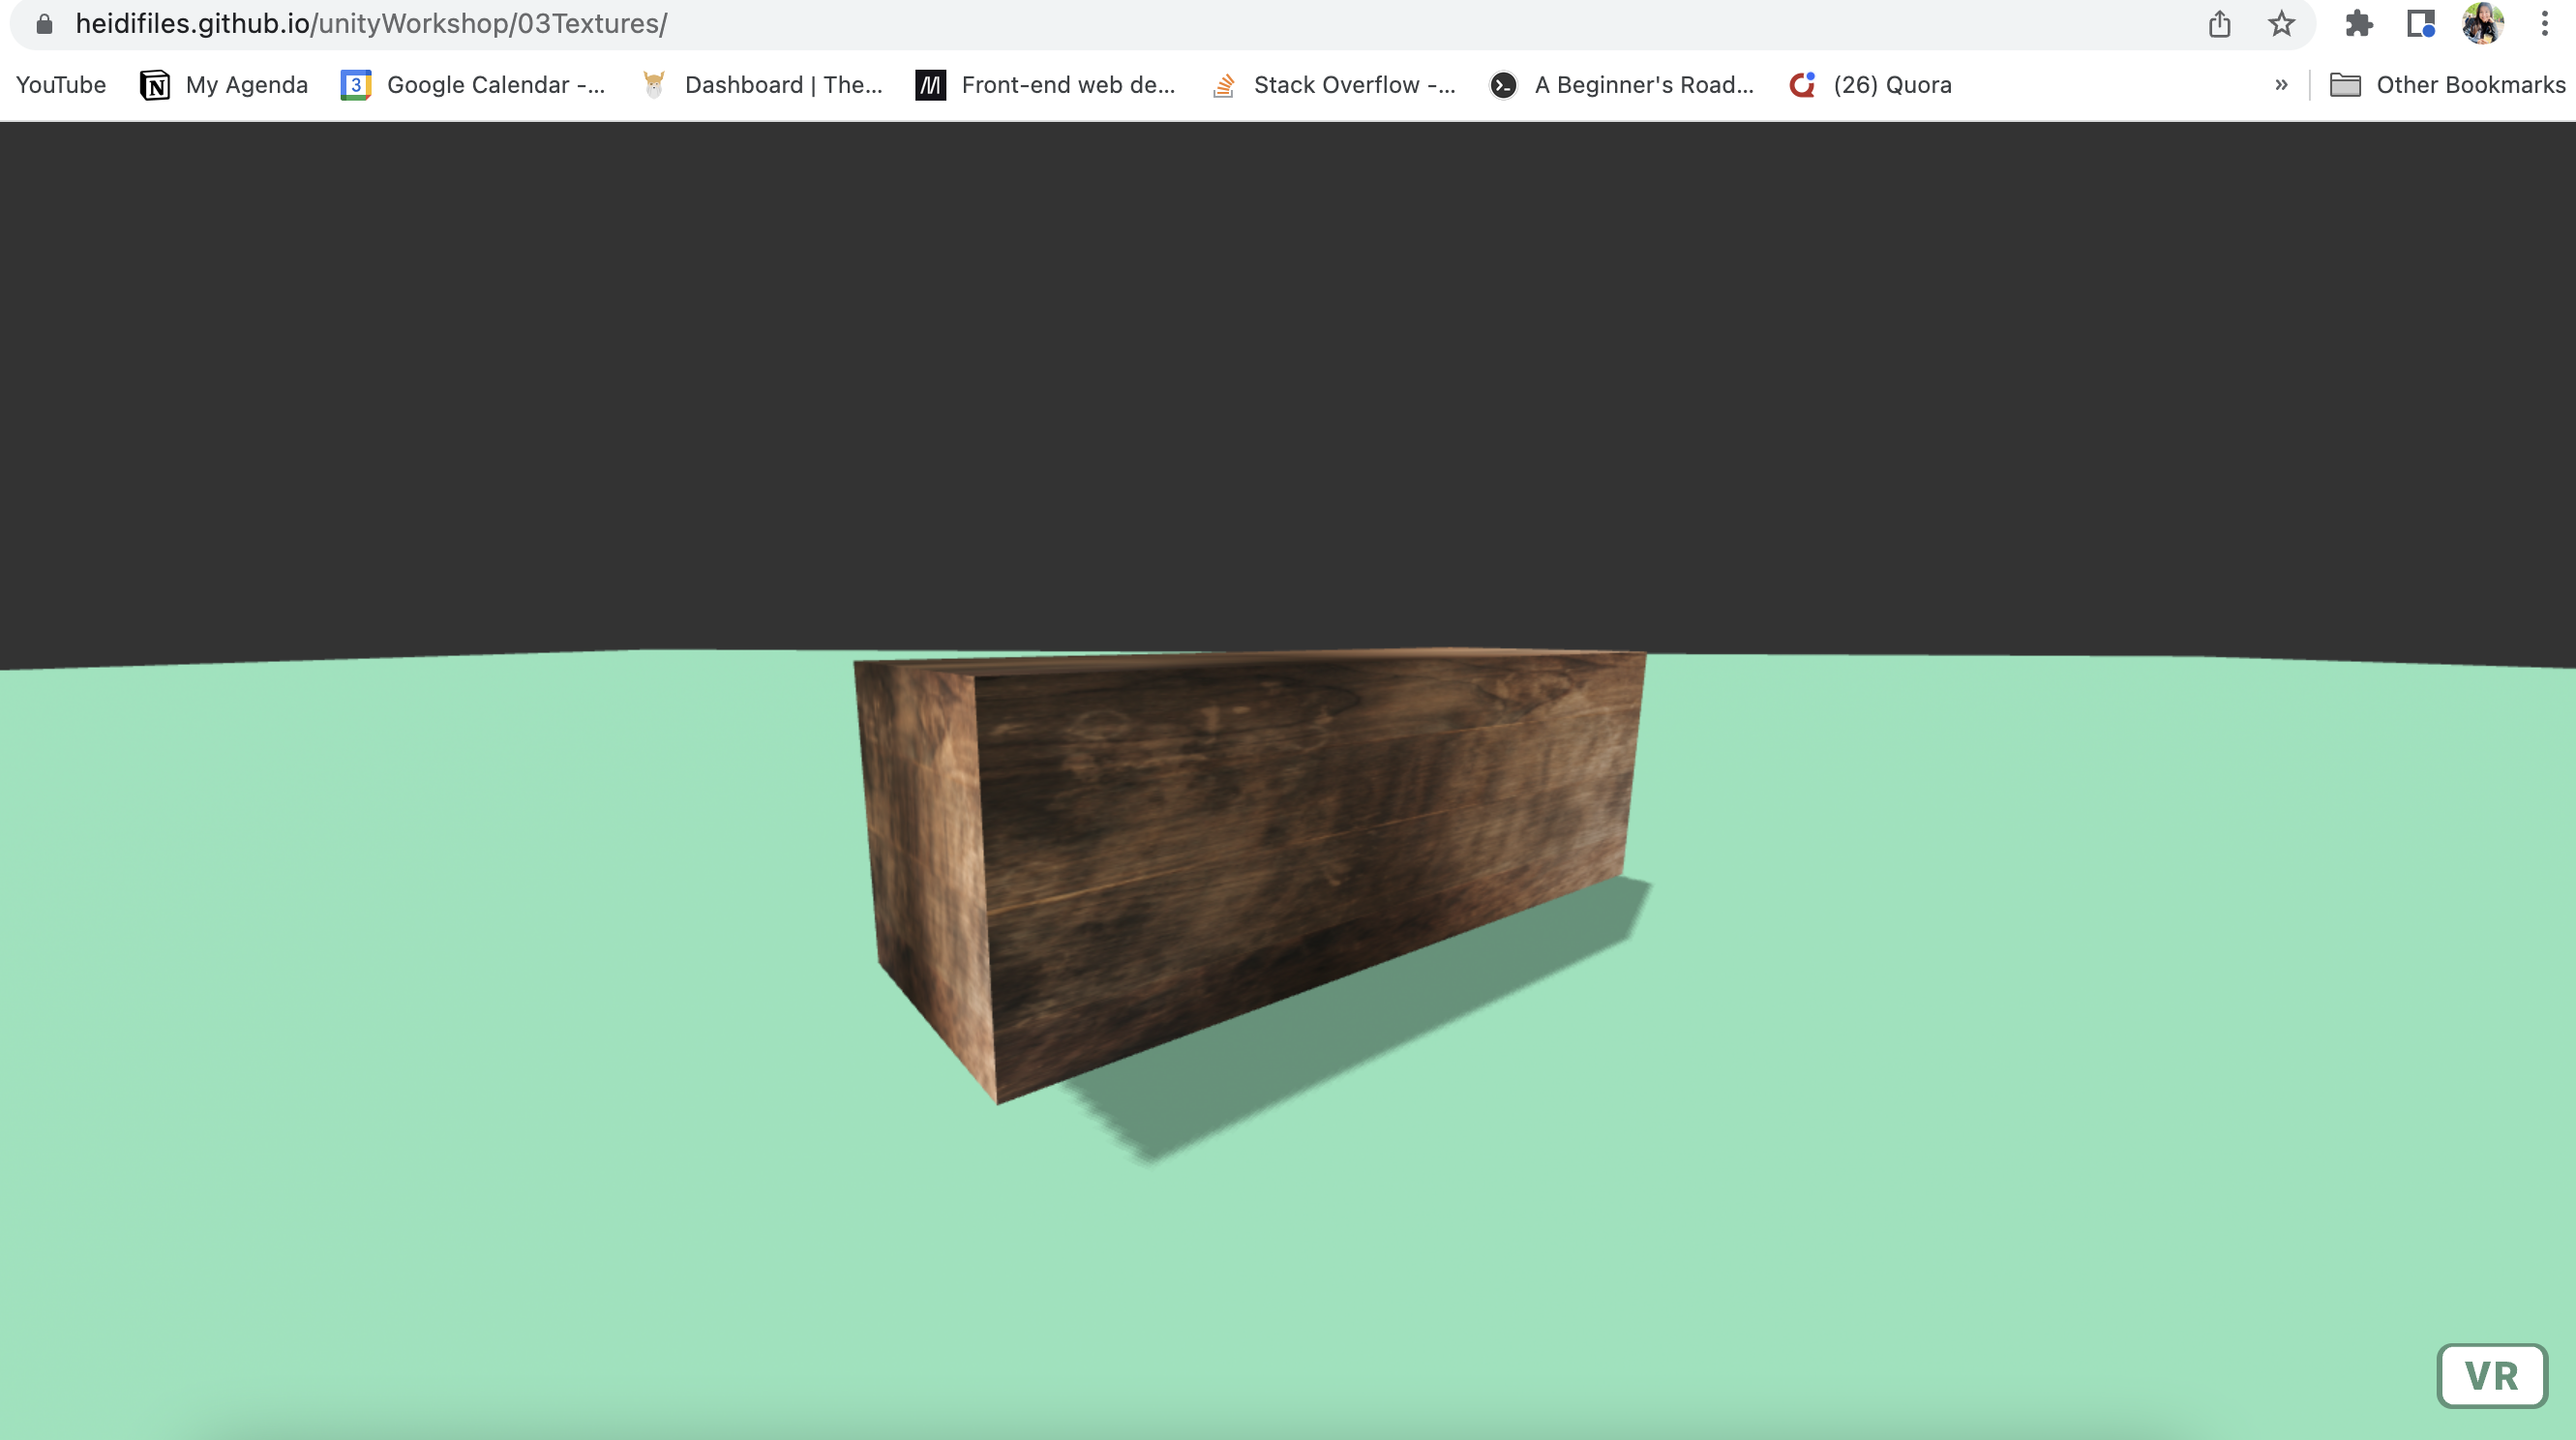 heidifiles.github.io/unityWorkshop/03Textures/
YouTube My Agenda 3 Google Calendar -... Dashboard | The... Front-end web de... Stack Overflow -... A Beginner's Road... (26) Quora » Other Bookmarks
VR